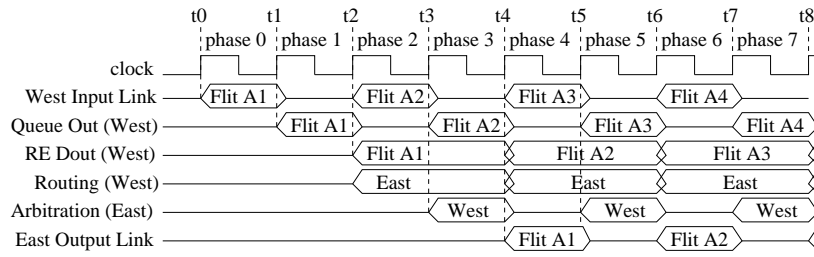 t0 t1 t2 t3 t4 t5 t6 t7 t8
phase 0 phase 1 phase 2 phase 3 phase 4 phase 5 phase 6 phase 7
clock
West Input Link Flit A1 Flit A2 Flit A3 Flit A4
Queue Out (West) Flit A1 Flit A2 Flit A3 Flit A4
RE Dout (West) Flit A1 Flit A2 Flit A3
Routing (West) East East East
Arbitration (East) West West West
East Output Link Flit A1 Flit A2